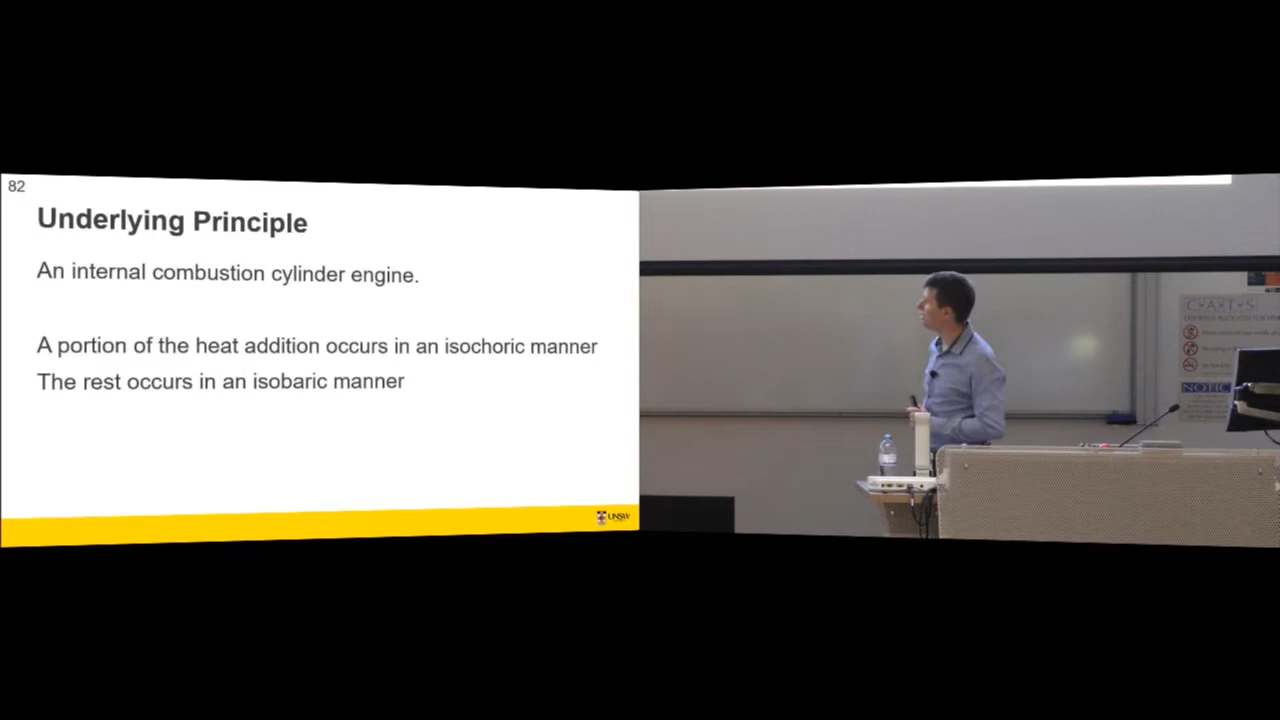 82
Underlying Principle
An internal combustion cylinder engine.
A portion of the heat addition occurs in an isochoric manner
The rest occurs in an isobaric manner
UNSW
C·A·T·S
NOTIC